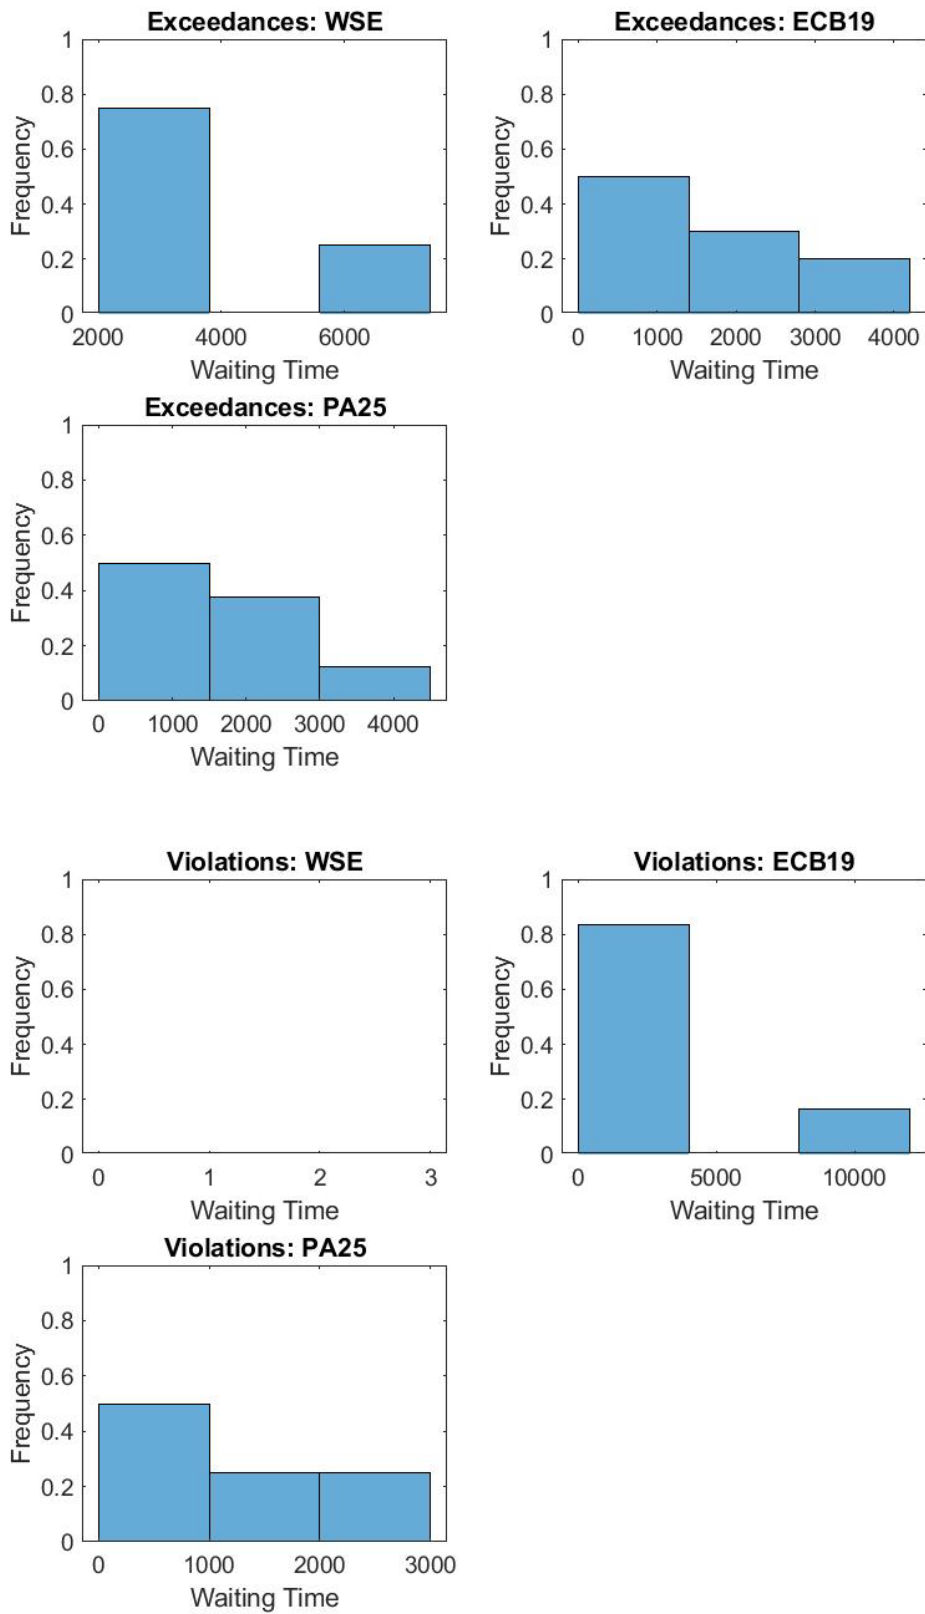 Exceedances: WSE
1
0.8
0.6
0.4
0.2
0
Frequency
2000 4000 6000
Waiting Time
Exceedances: ECB19
1
0.8
0.6
0.4
0.2
0
Frequency
0 1000 2000 3000 4000
Waiting Time
Exceedances: PA25
1
0.8
0.6
0.4
0.2
0
Frequency
0 1000 2000 3000 4000
Waiting Time
Violations: WSE
1
0.8
0.6
0.4
0.2
0
Frequency
0 1 2 3
Waiting Time
Violations: ECB19
1
0.8
0.6
0.4
0.2
0
Frequency
0 5000 10000
Waiting Time
Violations: PA25
1
0.8
0.6
0.4
0.2
0
Frequency
0 1000 2000 3000
Waiting Time